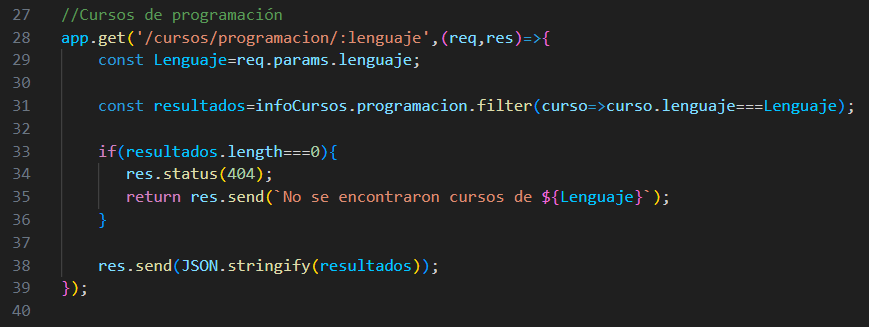 27 //Cursos de programación
28 app.get('/cursos/programacion/:lenguaje',(req,res)=>{
29 const Lenguaje=req.params.lenguaje;
30
31 const resultados=infoCursos.programacion.filter(curso=>curso.lenguaje===Lenguaje);
32
33 if(resultados.length===0){
34 res.status(404);
35 return res.send(`No se encontraron cursos de ${Lenguaje}`);
36 }
37
38 res.send(JSON.stringify(resultados));
39 });
40